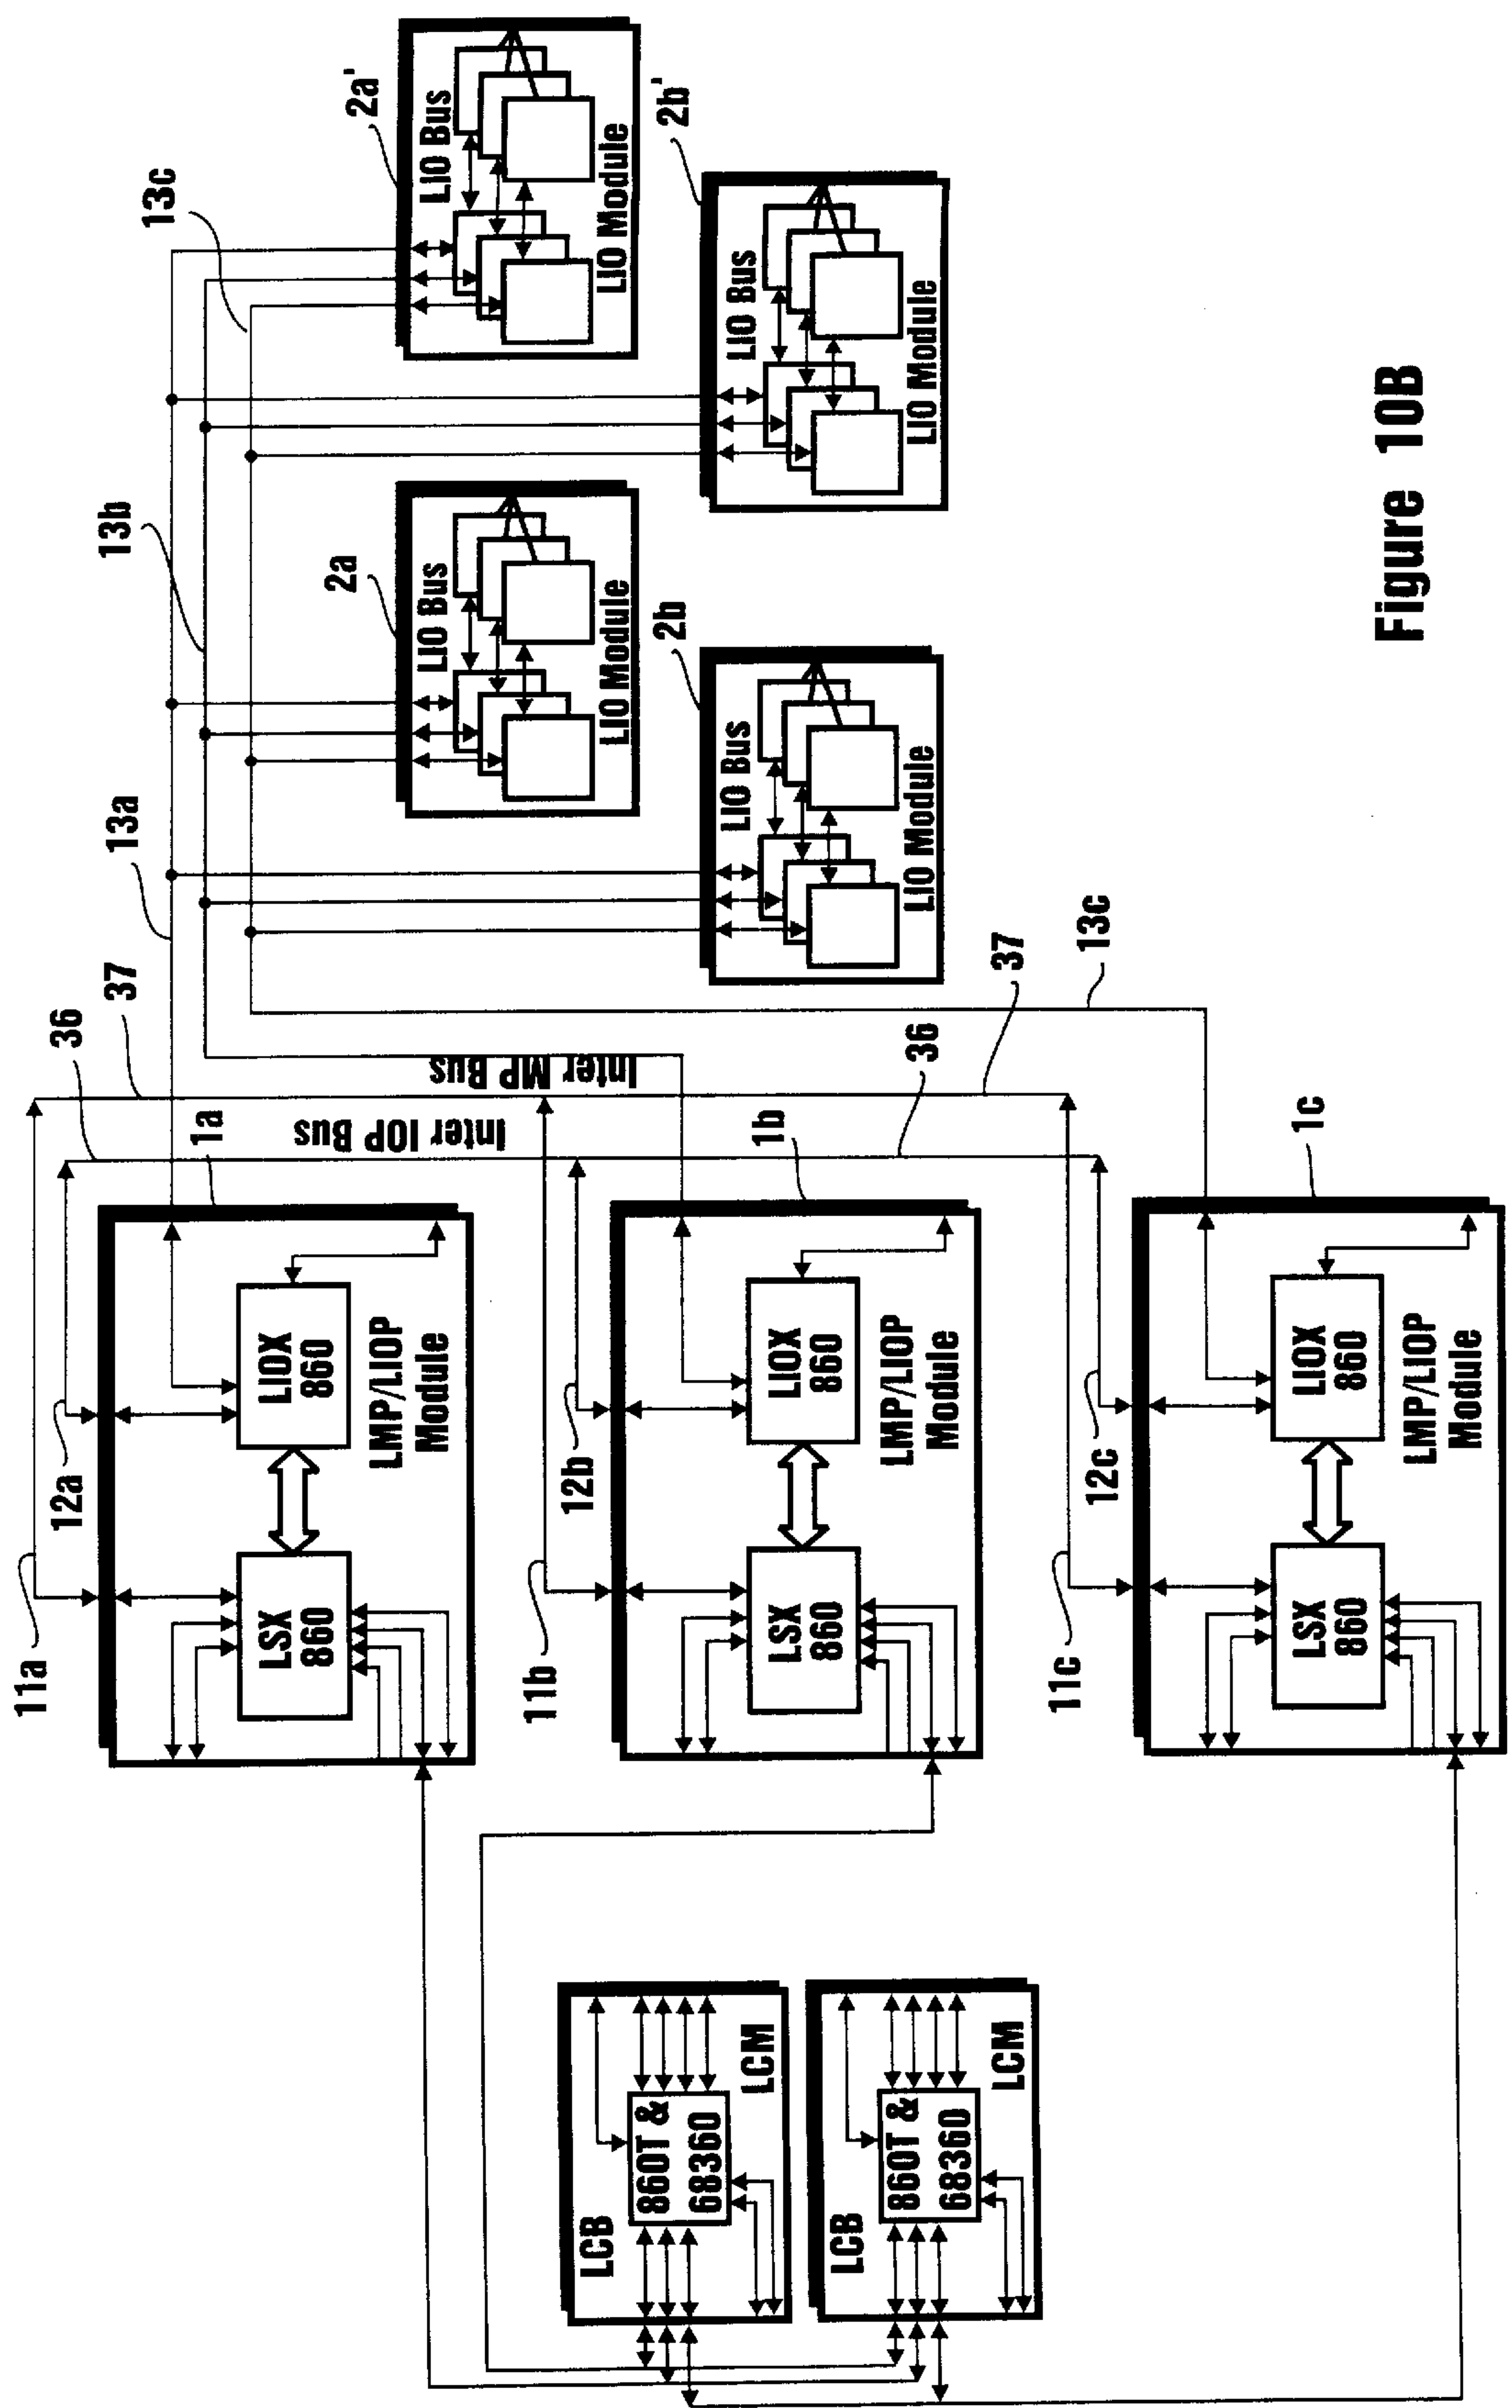 2a'
LIO Bus
LIO Module
13c
2b'
LIO Bus
LIO Module
13b
2a
LIO Bus
LIO Module
2b
LIO Bus
LIO Module
13a
37
36
13c
37
36
Inter MP Bus
Inter IOP Bus
1a
LIOX
860
LSX
860
LMP/LIOP
Module
12a
11a
1b
LIOX
860
LSX
860
LMP/LIOP
Module
12b
11b
1c
LIOX
860
LSX
860
LMP/LIOP
Module
12c
11c
LCB
860T &
68360
LCM
LCB
860T &
68360
LCM
Figure 10B